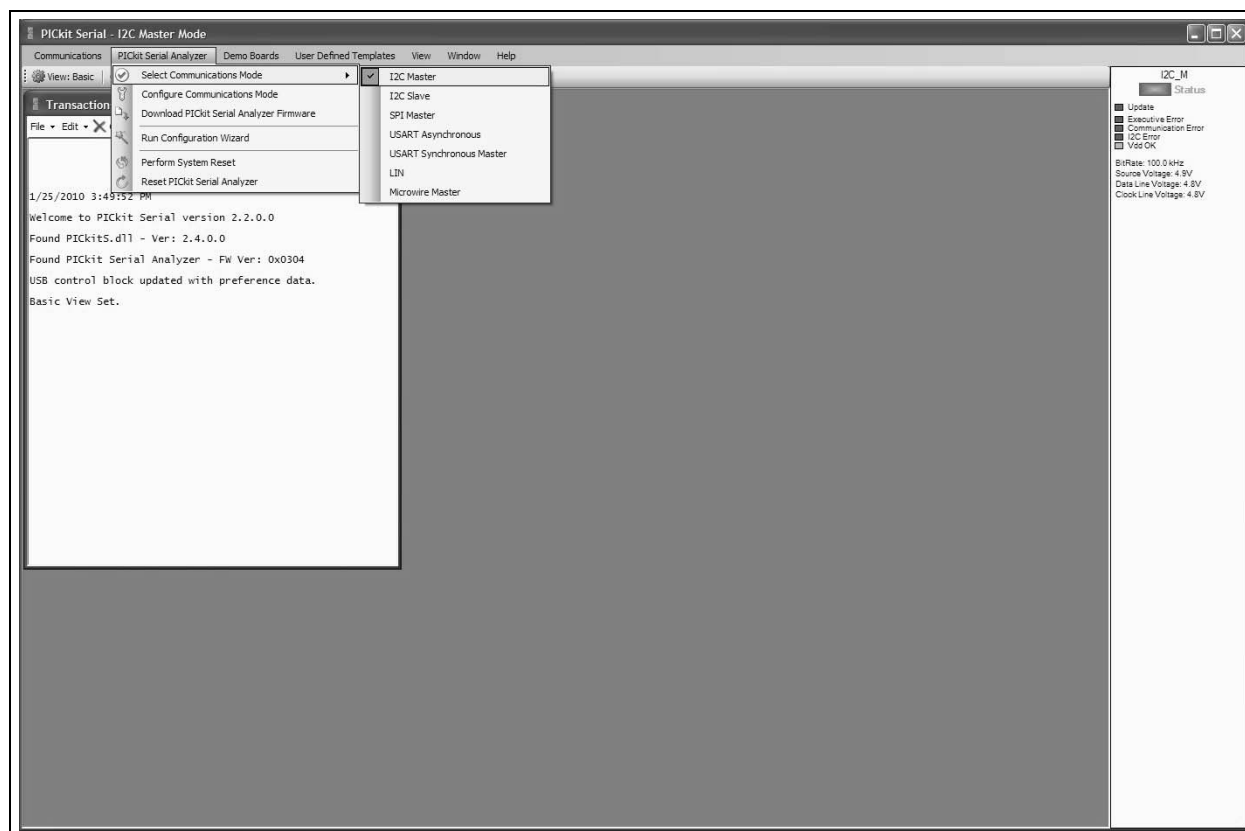 PICkit Serial - I2C Master Mode
Communications PICkit Serial Analyzer Demo Boards User Defined Templates View Window Help
View: Basic
Select Communications Mode
Configure Communications Mode
Download PICkit Serial Analyzer Firmware
Run Configuration Wizard
Perform System Reset
Reset PICkit Serial Analyzer
I2C Master
I2C Slave
SPI Master
USART Asynchronous
USART Synchronous Master
LIN
Microwire Master
Transaction
File Edit
1/25/2010 3:49:52 PM
Welcome to PICkit Serial version 2.2.0.0
Found PICkitS.dll - Ver: 2.4.0.0
Found PICkit Serial Analyzer - FW Ver: 0x0304
USB control block updated with preference data.
Basic View Set.
I2C_M
Status
Update
Executive Error
Communication Error
I2C Error
Vdd OK
BitRate: 100.0 kHz
Source Voltage: 4.9V
Data Line Voltage: 4.8V
Clock Line Voltage: 4.8V